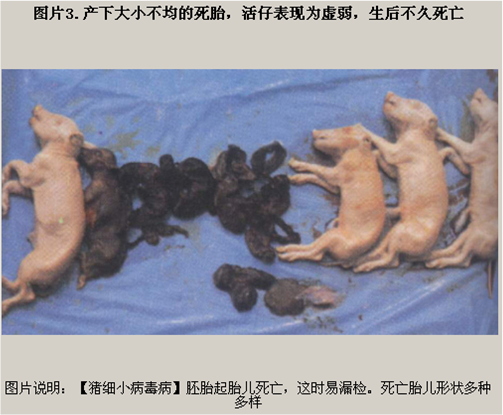 图片3.产下大小不均的死胎，活仔表现为虚弱，生后不久死亡
图片说明：【猪细小病毒病】胚胎起胎儿死亡，这时易漏检。死亡胎儿形状多种
多样